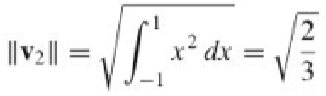 ‖v₂‖ = √(∫₋₁¹ x² dx) = √(2/3)